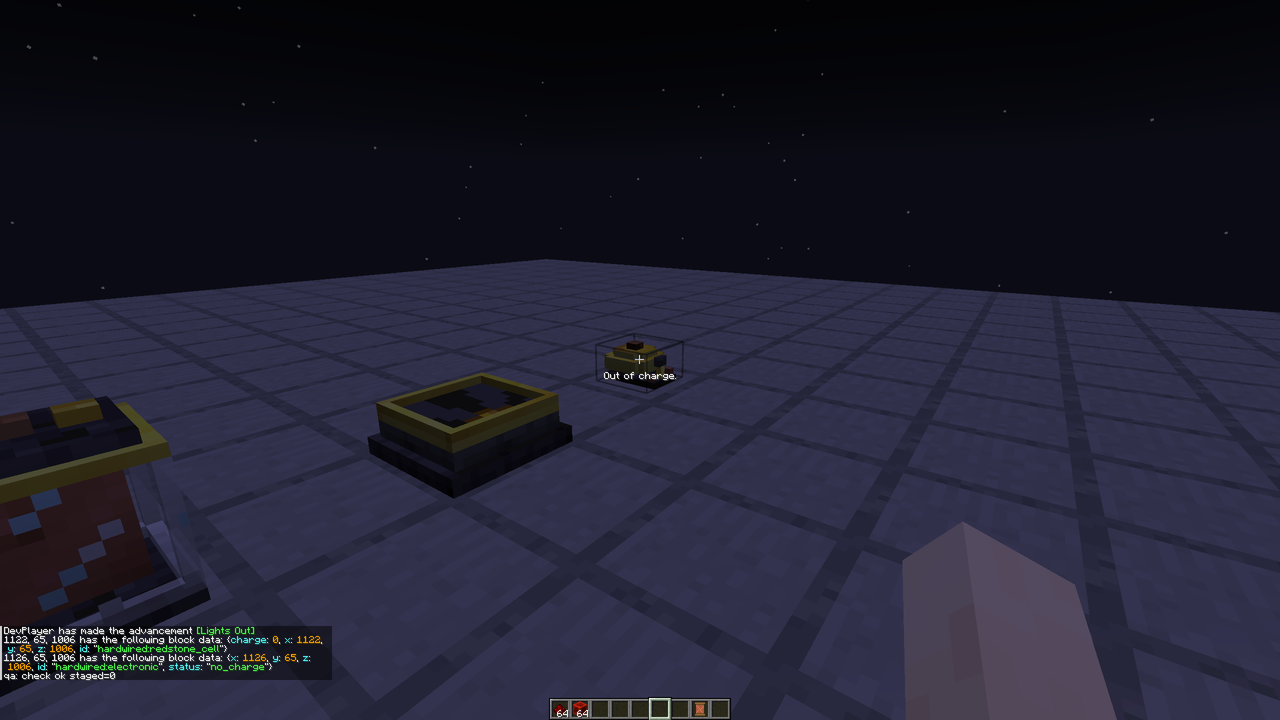 Out of charge.
DevPlayer has made the advancement [Lights Out]
1122, 65, 1006 has the following block data: {charge: 0, x: 1122,
y: 65, z: 1006, id: "hardwired:redstone_cell"}
1126, 65, 1006 has the following block data: {x: 1126, y: 65, z:
1006, id: "hardwired:electronic", status: "no_charge"}
qa: check ok staged=0
64 64